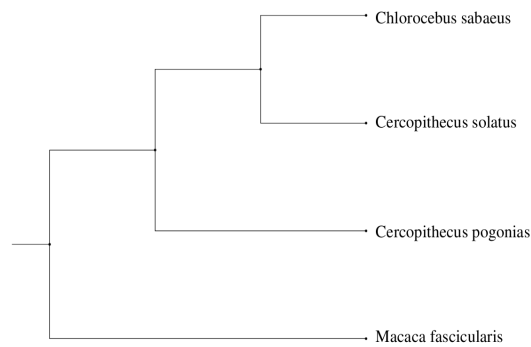 Chlorocebus sabaeus
Cercopithecus solatus
Cercopithecus pogonias
Macaca fascicularis